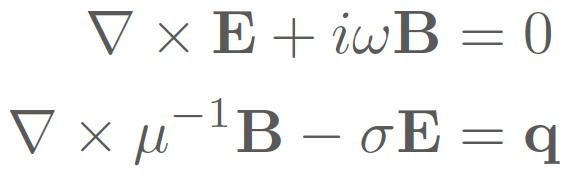 ∇ × E + iωB = 0
∇ × μ⁻¹B − σE = q